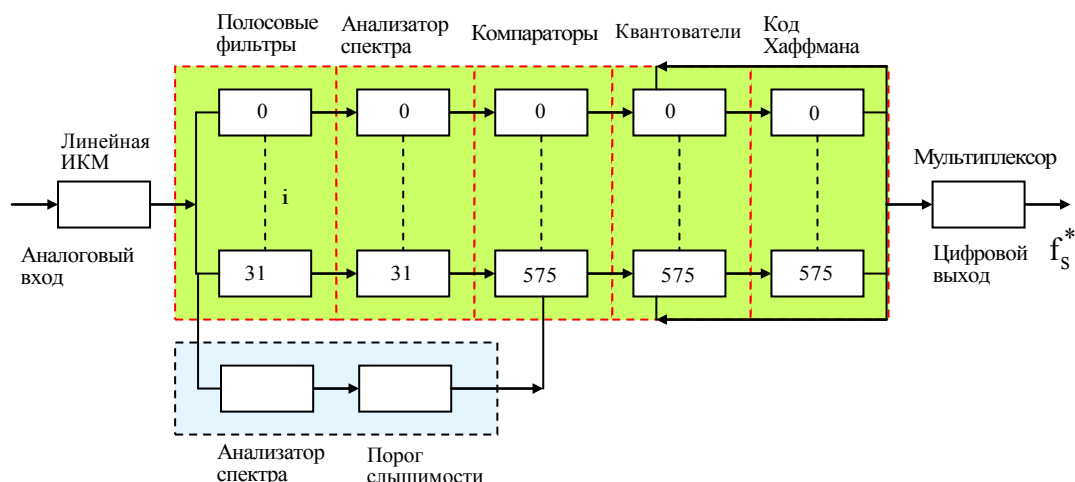 Полосовые
фильтры
Анализатор
спектра
Компараторы
Квантователи
Код
Хаффмана
0
0
0
0
0
Линейная
ИКМ
Мультиплексор
i
Аналоговый
вход
31
31
575
575
575
Цифровой
выход
f_s^*
Анализатор
спектра
Порог
слышимости